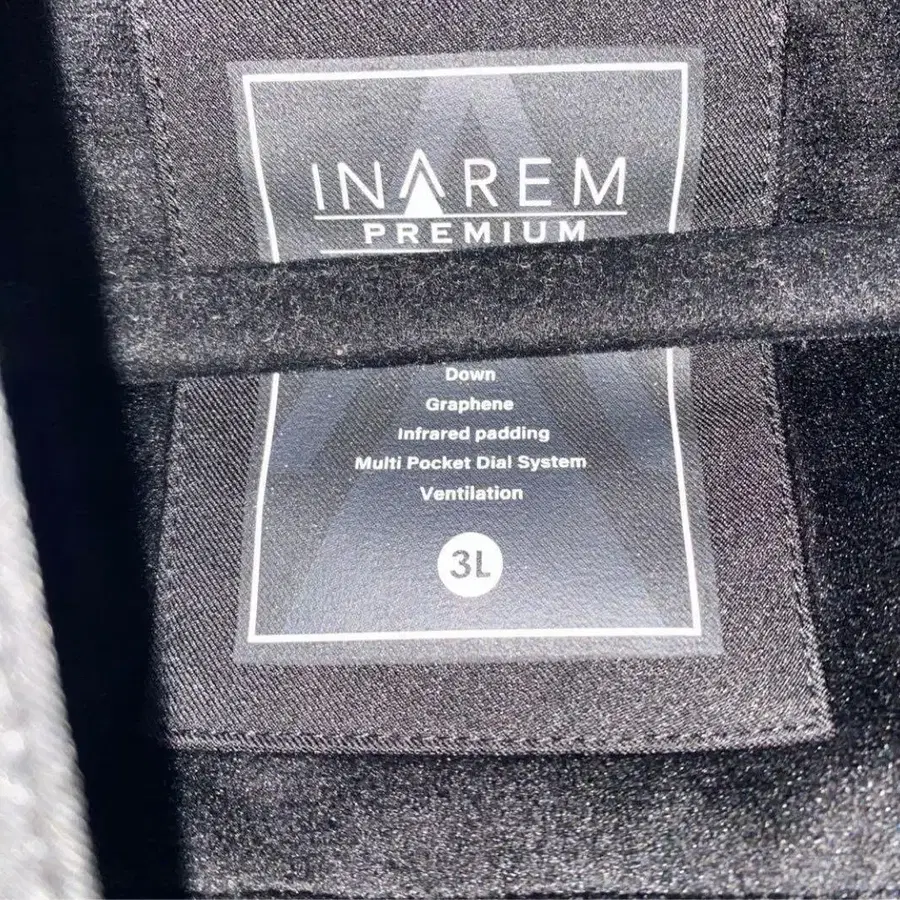 INAREM
PREMIUM
Down
Graphene
Infrared padding
Multi Pocket Dial System
Ventilation
3L